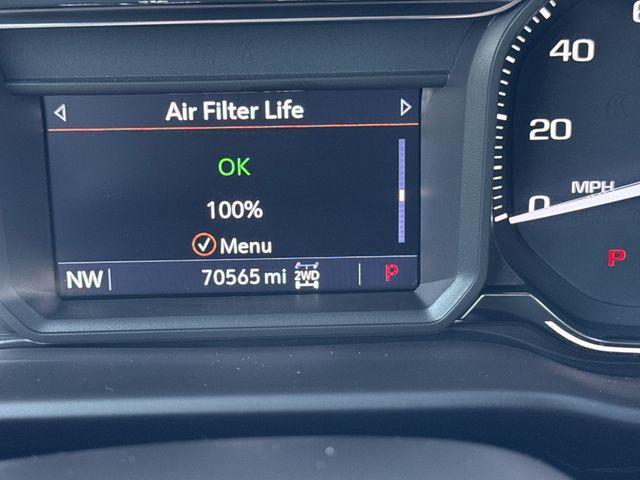 Air Filter Life
OK
100%
Menu
NW 70565 mi 2WD P
40
20
0 MPH
P